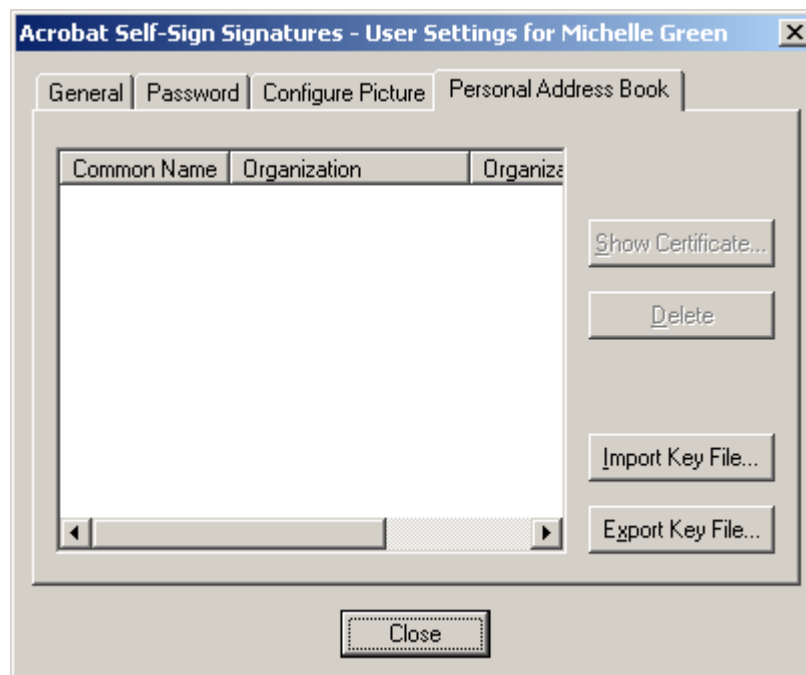 Acrobat Self-Sign Signatures - User Settings for Michelle Green
General Password Configure Picture Personal Address Book
Common Name Organization Organiza
Show Certificate...
Delete
Import Key File...
Export Key File...
Close